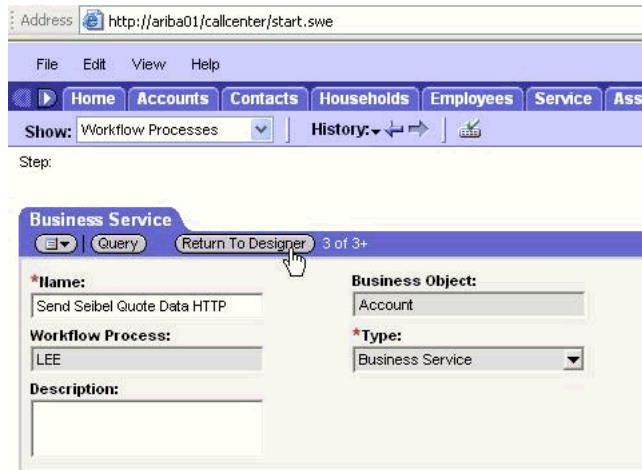 Address http://ariba01/callcenter/start.swe
File Edit View Help
Home Accounts Contacts Households Employees Service Ass
Show: Workflow Processes History:
Step:
Business Service
Query Return To Designer 3 of 3+
*Name: Business Object:
Send Seibel Quote Data HTTP Account
Workflow Process: *Type:
LEE Business Service
Description: